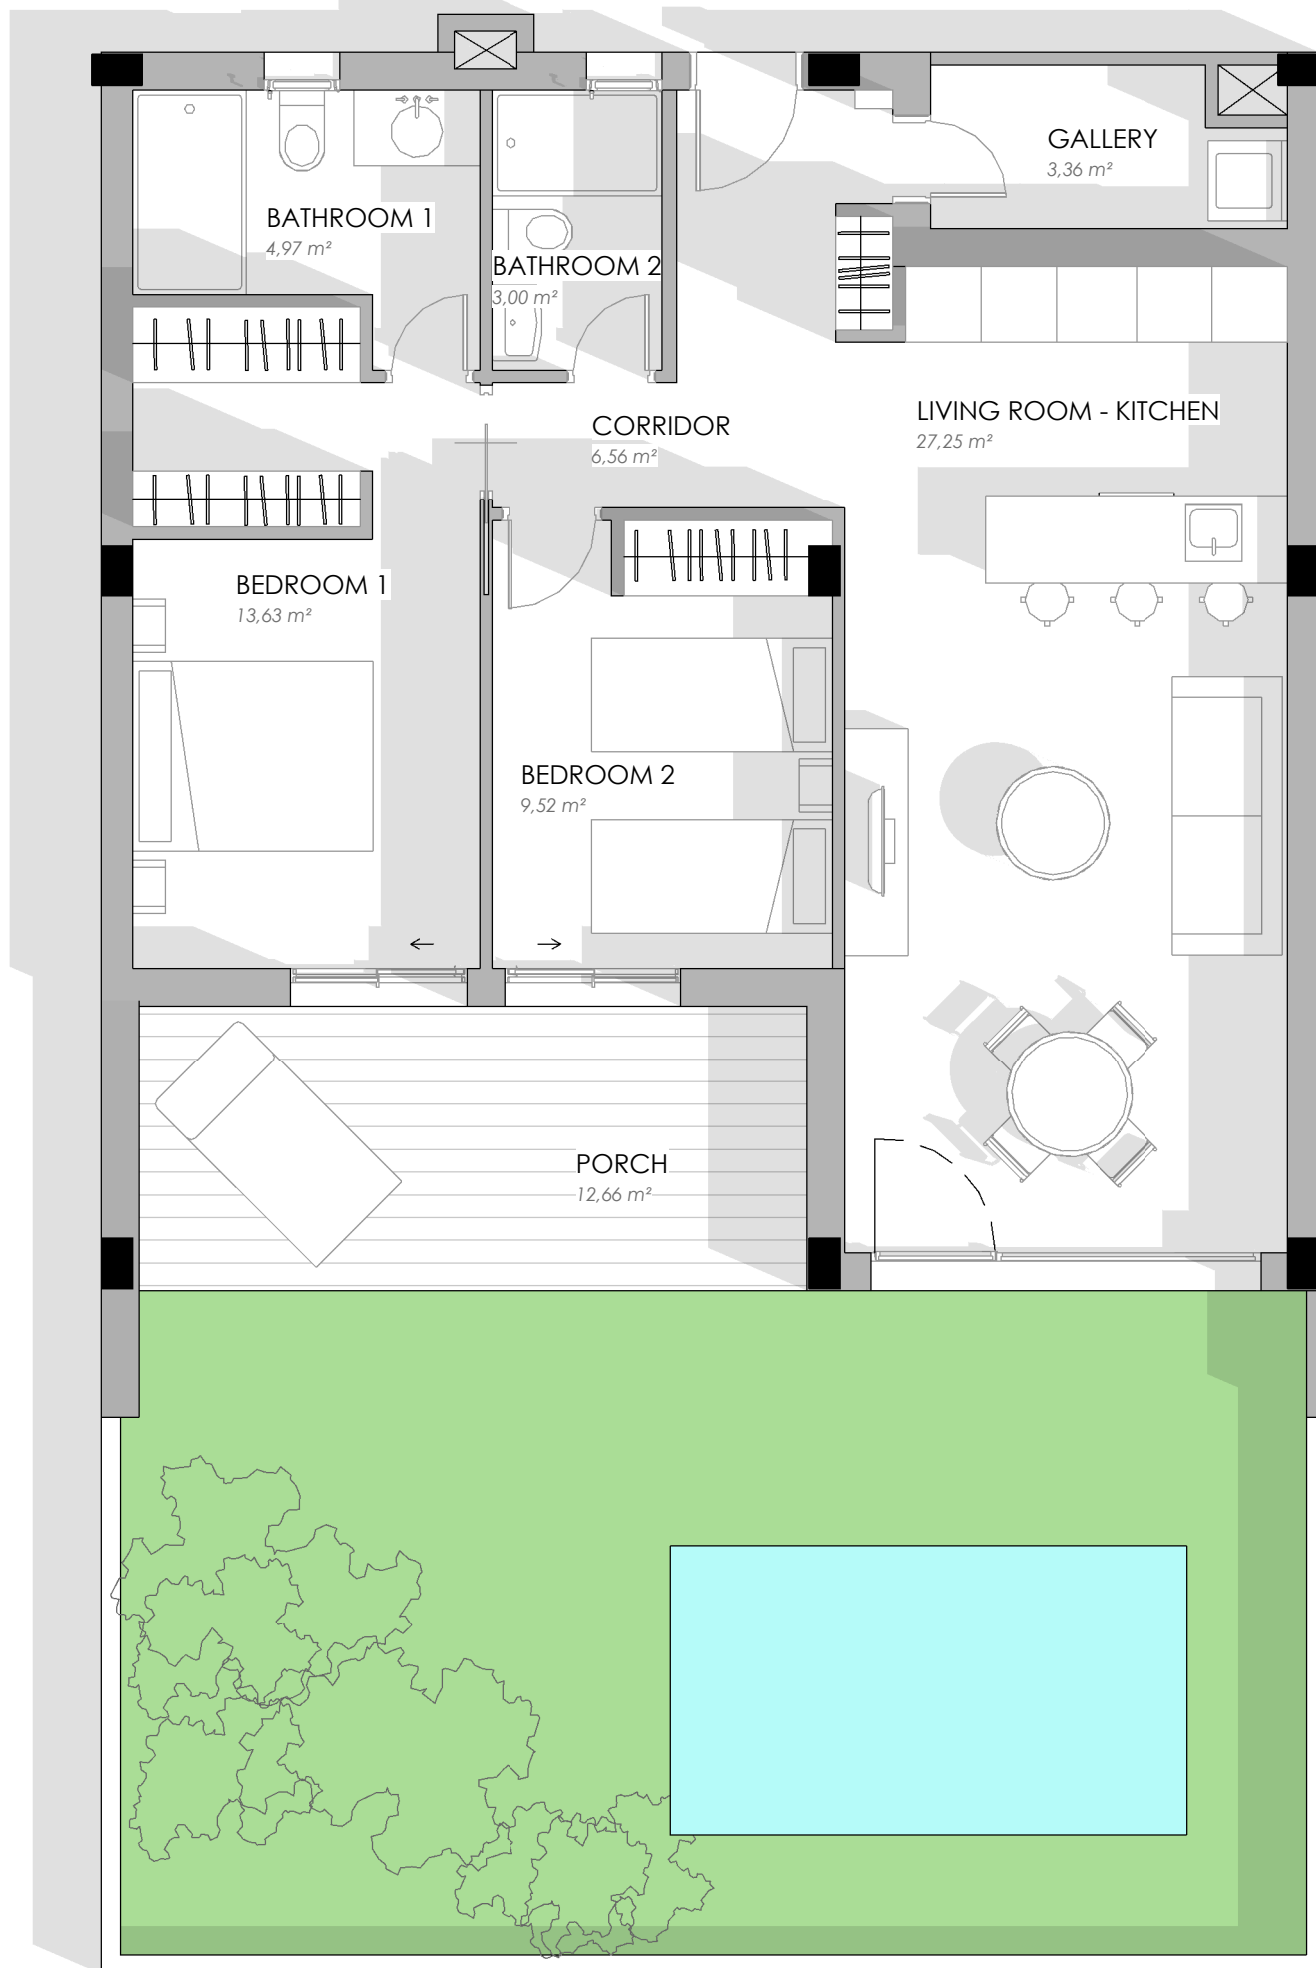 GALLERY
3,36 m²
BATHROOM 1
4,97 m²
BATHROOM 2
3,00 m²
LIVING ROOM - KITCHEN
27,25 m²
CORRIDOR
6,56 m²
BEDROOM 1
13,63 m²
BEDROOM 2
9,52 m²
PORCH
12,66 m²